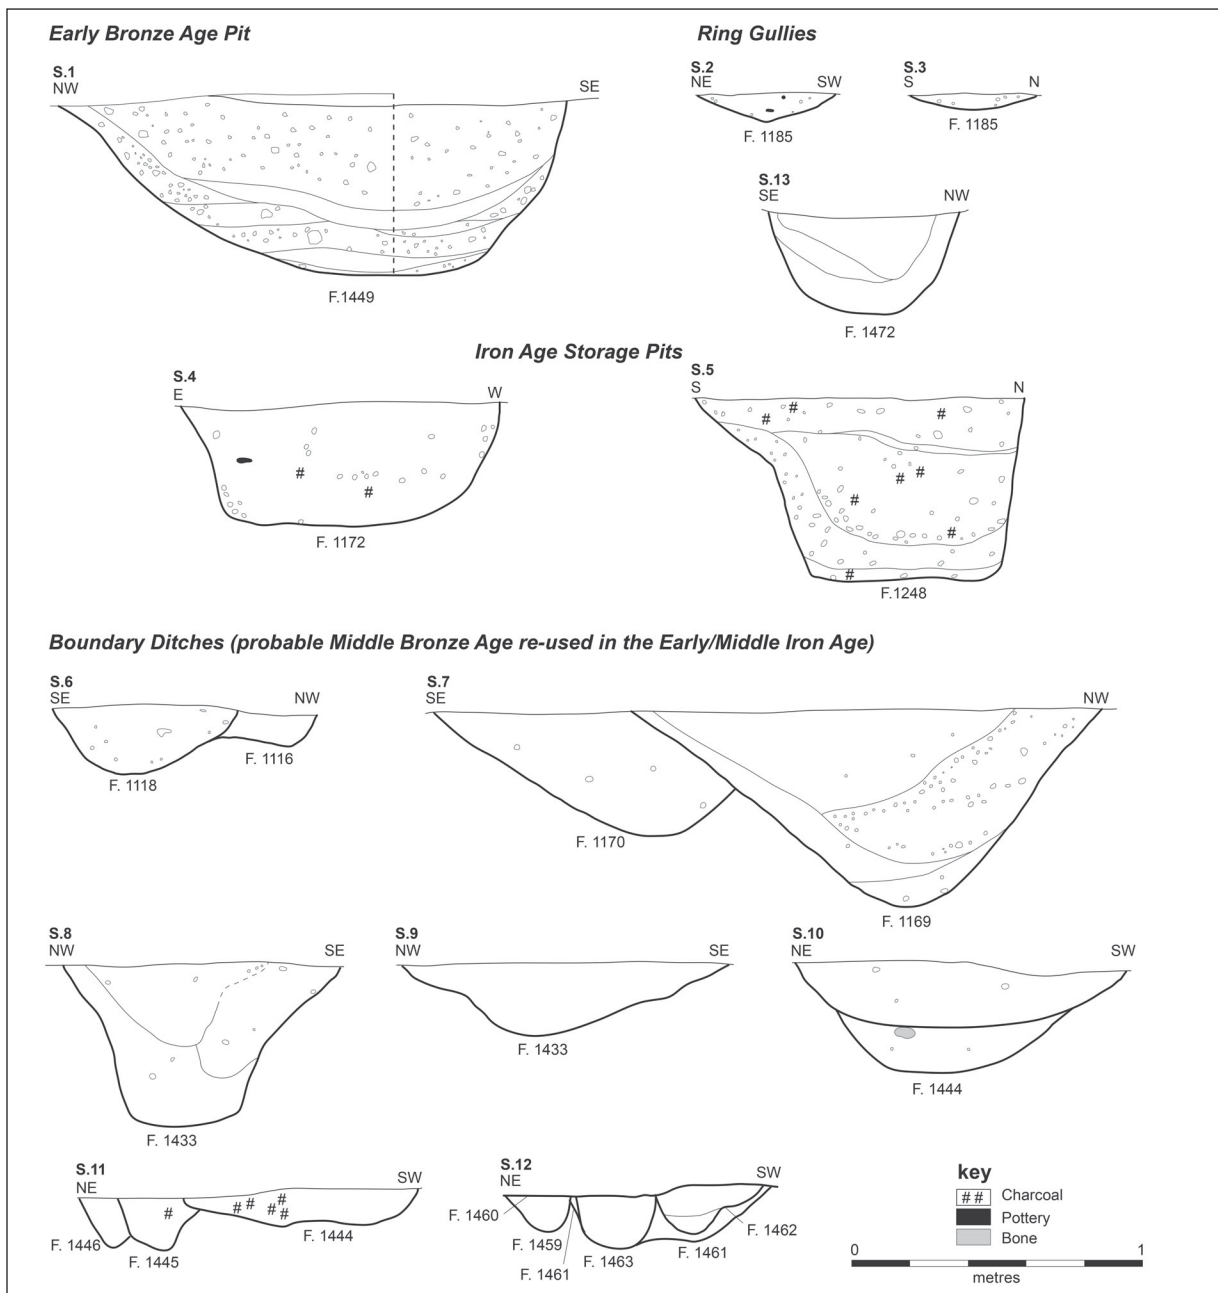 Early Bronze Age Pit
Ring Gullies
S.1
NW
SE
F.1449
S.2
NE
SW
F. 1185
S.3
S
N
F. 1185
S.13
SE
NW
F. 1472
Iron Age Storage Pits
S.4
E
W
F. 1172
S.5
S
N
#
#
#
#
#
#
#
#
#
#
F.1248
Boundary Ditches (probable Middle Bronze Age re-used in the Early/Middle Iron Age)
S.6
SE
NW
F. 1118
F. 1116
S.7
SE
NW
F. 1170
F. 1169
S.8
NW
SE
F. 1433
S.9
NW
SE
F. 1433
S.10
NE
SW
F. 1444
S.11
NE
SW
#
#
#
#
#
#
F. 1446
F. 1445
F. 1444
S.12
NE
SW
F. 1460
F. 1459
F. 1461
F. 1463
F. 1461
F. 1462
key
# # Charcoal
Pottery
Bone
0 1
metres